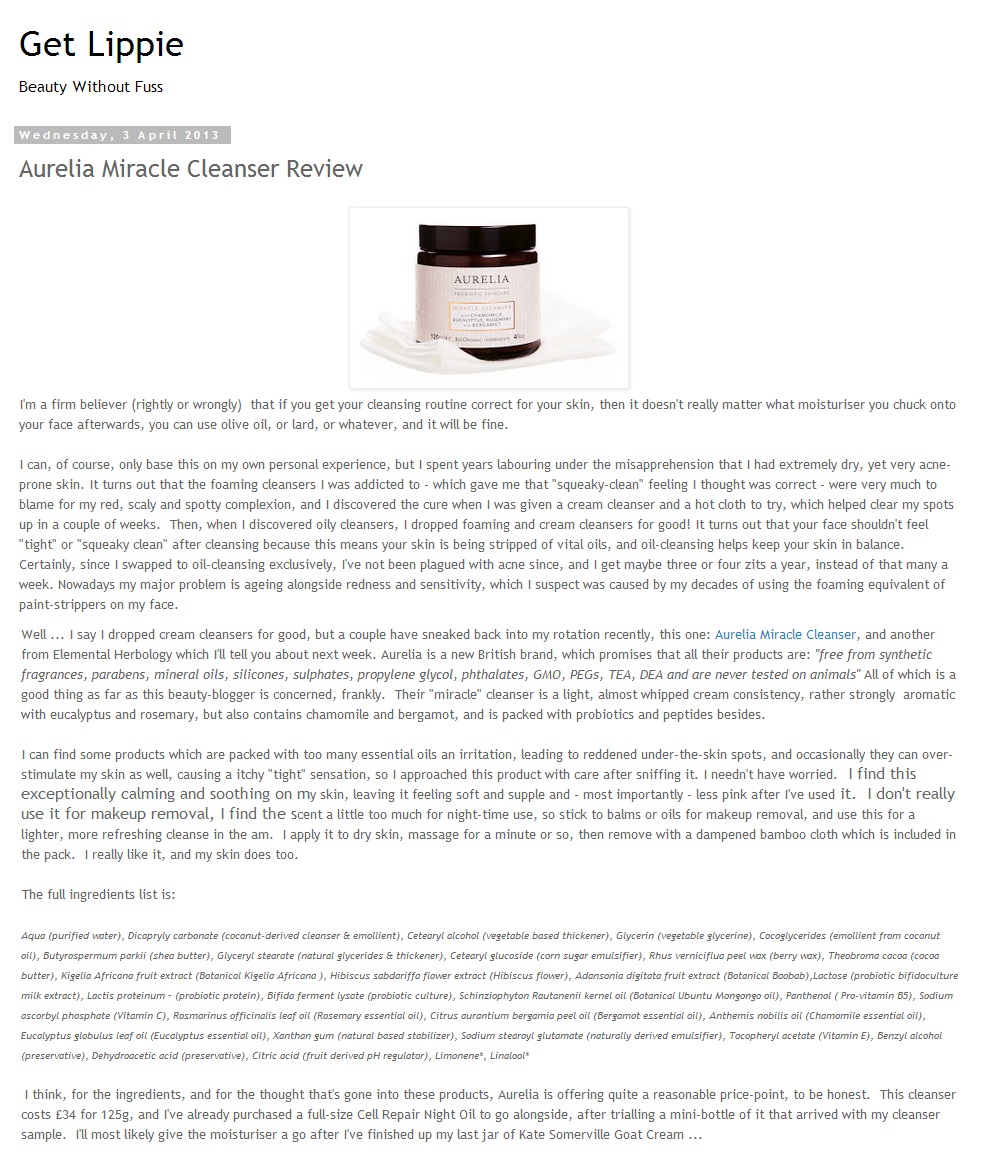 Get Lippie
Beauty Without Fuss
Wednesday, 3 April 2013
Aurelia Miracle Cleanser Review
AURELIA
PROBIOTIC SKINCARE
MIRACLE CLEANSER
with CHAMOMILE,
EUCALYPTUS, ROSEMARY
and BERGAMOT
120ml℮ BioOrganic Ingredients 4fl oz
I'm a firm believer (rightly or wrongly)  that if you get your cleansing routine correct for your skin, then it doesn't really matter what moisturiser you chuck onto
your face afterwards, you can use olive oil, or lard, or whatever, and it will be fine.
I can, of course, only base this on my own personal experience, but I spent years labouring under the misapprehension that I had extremely dry, yet very acne-
prone skin. It turns out that the foaming cleansers I was addicted to - which gave me that "squeaky-clean" feeling I thought was correct - were very much to
blame for my red, scaly and spotty complexion, and I discovered the cure when I was given a cream cleanser and a hot cloth to try, which helped clear my spots
up in a couple of weeks.  Then, when I discovered oily cleansers, I dropped foaming and cream cleansers for good! It turns out that your face shouldn't feel
"tight" or "squeaky clean" after cleansing because this means your skin is being stripped of vital oils, and oil-cleansing helps keep your skin in balance.
Certainly, since I swapped to oil-cleansing exclusively, I've not been plagued with acne since, and I get maybe three or four zits a year, instead of that many a
week. Nowadays my major problem is ageing alongside redness and sensitivity, which I suspect was caused by my decades of using the foaming equivalent of
paint-strippers on my face.
Well ... I say I dropped cream cleansers for good, but a couple have sneaked back into my rotation recently, this one: Aurelia Miracle Cleanser, and another
from Elemental Herbology which I'll tell you about next week. Aurelia is a new British brand, which promises that all their products are: "free from synthetic
fragrances, parabens, mineral oils, silicones, sulphates, propylene glycol, phthalates, GMO, PEGs, TEA, DEA and are never tested on animals" All of which is a
good thing as far as this beauty-blogger is concerned, frankly.  Their "miracle" cleanser is a light, almost whipped cream consistency, rather strongly  aromatic
with eucalyptus and rosemary, but also contains chamomile and bergamot, and is packed with probiotics and peptides besides.
I can find some products which are packed with too many essential oils an irritation, leading to reddened under-the-skin spots, and occasionally they can over-
stimulate my skin as well, causing a itchy "tight" sensation, so I approached this product with care after sniffing it. I needn't have worried.  I find this
exceptionally calming and soothing on my skin, leaving it feeling soft and supple and - most importantly - less pink after I've used it.  I don't really
use it for makeup removal, I find the scent a little too much for night-time use, so stick to balms or oils for makeup removal, and use this for a
lighter, more refreshing cleanse in the am.  I apply it to dry skin, massage for a minute or so, then remove with a dampened bamboo cloth which is included in
the pack.  I really like it, and my skin does too.
The full ingredients list is:
Aqua (purified water), Dicapryly carbonate (coconut-derived cleanser & emollient), Cetearyl alcohol (vegetable based thickener), Glycerin (vegetable glycerine), Cocoglycerides (emollient from coconut
oil), Butyrospermum parkii (shea butter), Glyceryl stearate (natural glycerides & thickener), Cetearyl glucoside (corn sugar emulsifier), Rhus verniciflua peel wax (berry wax), Theobroma cacoa (cocoa
butter), Kigelia Africana fruit extract (Botanical Kigelia Africana ), Hibiscus sabdariffa flower extract (Hibiscus flower), Adansonia digitata fruit extract (Botanical Baobab),Lactose (probiotic bifidoculture
milk extract), Lactis proteinum - (probiotic protein), Bifida ferment lysate (probiotic culture), Schinziophyton Rautanenii kernel oil (Botanical Ubuntu Mongongo oil), Panthenol ( Pro-vitamin B5), Sodium
ascorbyl phosphate (Vitamin C), Rosmarinus officinalis leaf oil (Rosemary essential oil), Citrus aurantium bergamia peel oil (Bergamot essential oil), Anthemis nobilis oil (Chamomile essential oil),
Eucalyptus globulus leaf oil (Eucalyptus essential oil), Xanthan gum (natural based stabilizer), Sodium stearoyl glutamate (naturally derived emulsifier), Tocopheryl acetate (Vitamin E), Benzyl alcohol
(preservative), Dehydroacetic acid (preservative), Citric acid (fruit derived pH regulator), Limonene*, Linalool*
I think, for the ingredients, and for the thought that's gone into these products, Aurelia is offering quite a reasonable price-point, to be honest.  This cleanser
costs £34 for 125g, and I've already purchased a full-size Cell Repair Night Oil to go alongside, after trialling a mini-bottle of it that arrived with my cleanser
sample.  I'll most likely give the moisturiser a go after I've finished up my last jar of Kate Somerville Goat Cream ...